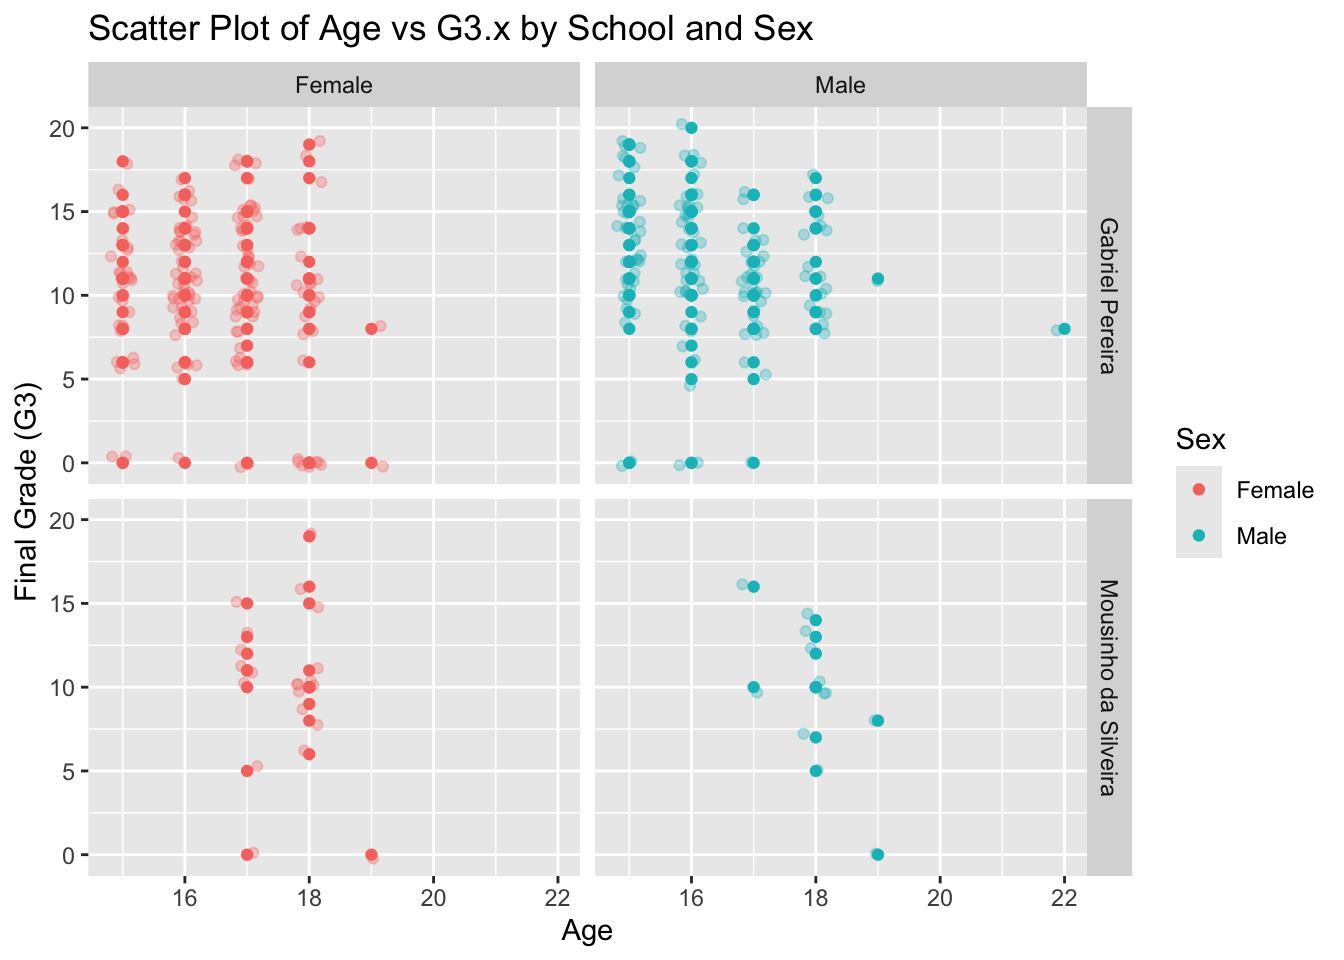 Scatter Plot of Age vs G3.x by School and Sex
Female
Male
20
15
10
5
0
Gabriel Pereira
20
15
10
5
0
Mousinho da Silveira
Final Grade (G3)
16
18
20
22
16
18
20
22
Age
Sex
Female
Male